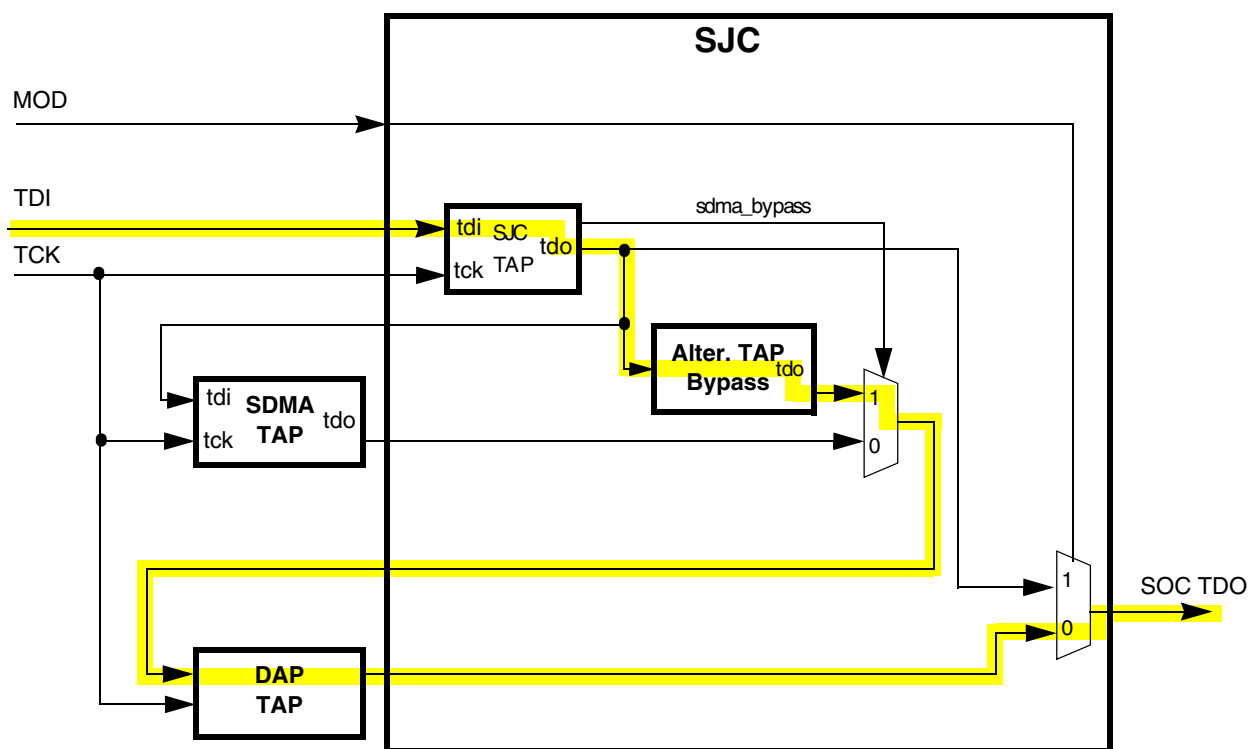 SJC
MOD
TDI
sdma_bypass
tdi SJC
tdo
TCK
tck TAP
Alter. TAP
tdo
Bypass
1
tdi
SDMA
tdo
TAP
tck
0
1
SOC TDO
0
DAP
TAP